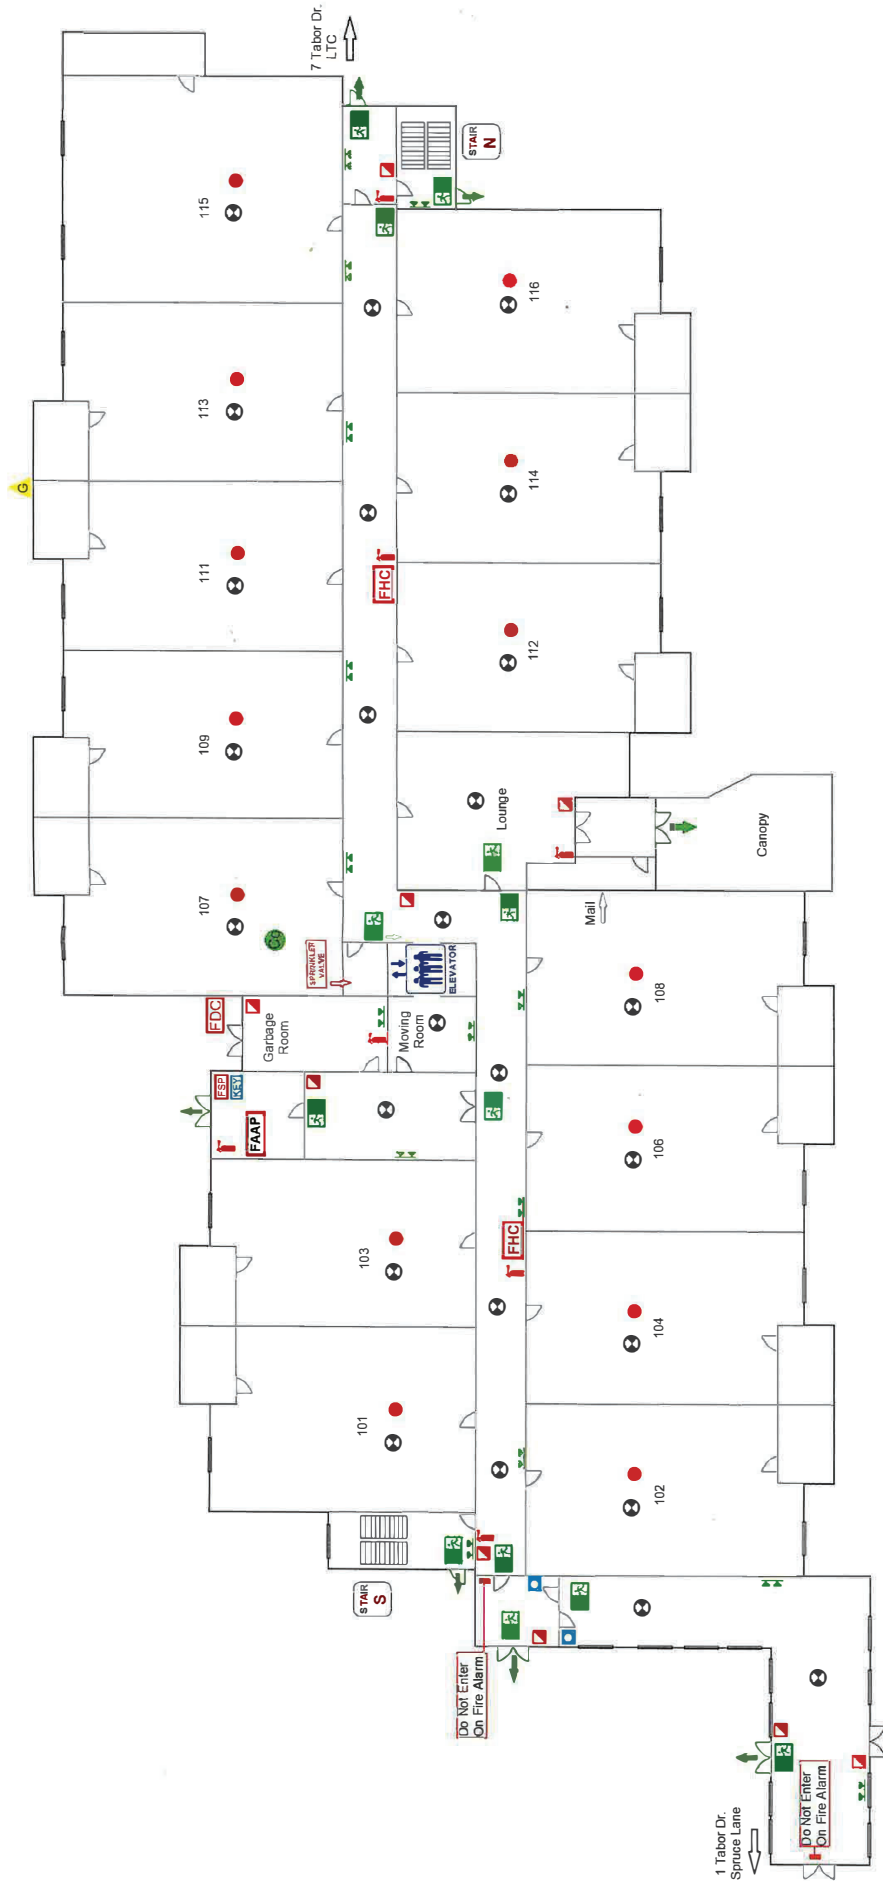 7 Tabor Dr.
LTC
STAIR
N
115
116
113
G
114
111
FHC
112
109
Lounge
Canopy
107
CO
Mail
SPRINKLER
VALVE
ELEVATOR
108
FDC
Garbage
Room
Moving
Room
FSP
KEY
FAAP
106
103
FHC
104
101
102
STAIR
S
Do Not Enter
On Fire Alarm
Do Not Enter
On Fire Alarm
1 Tabor Dr.
Spruce Lane